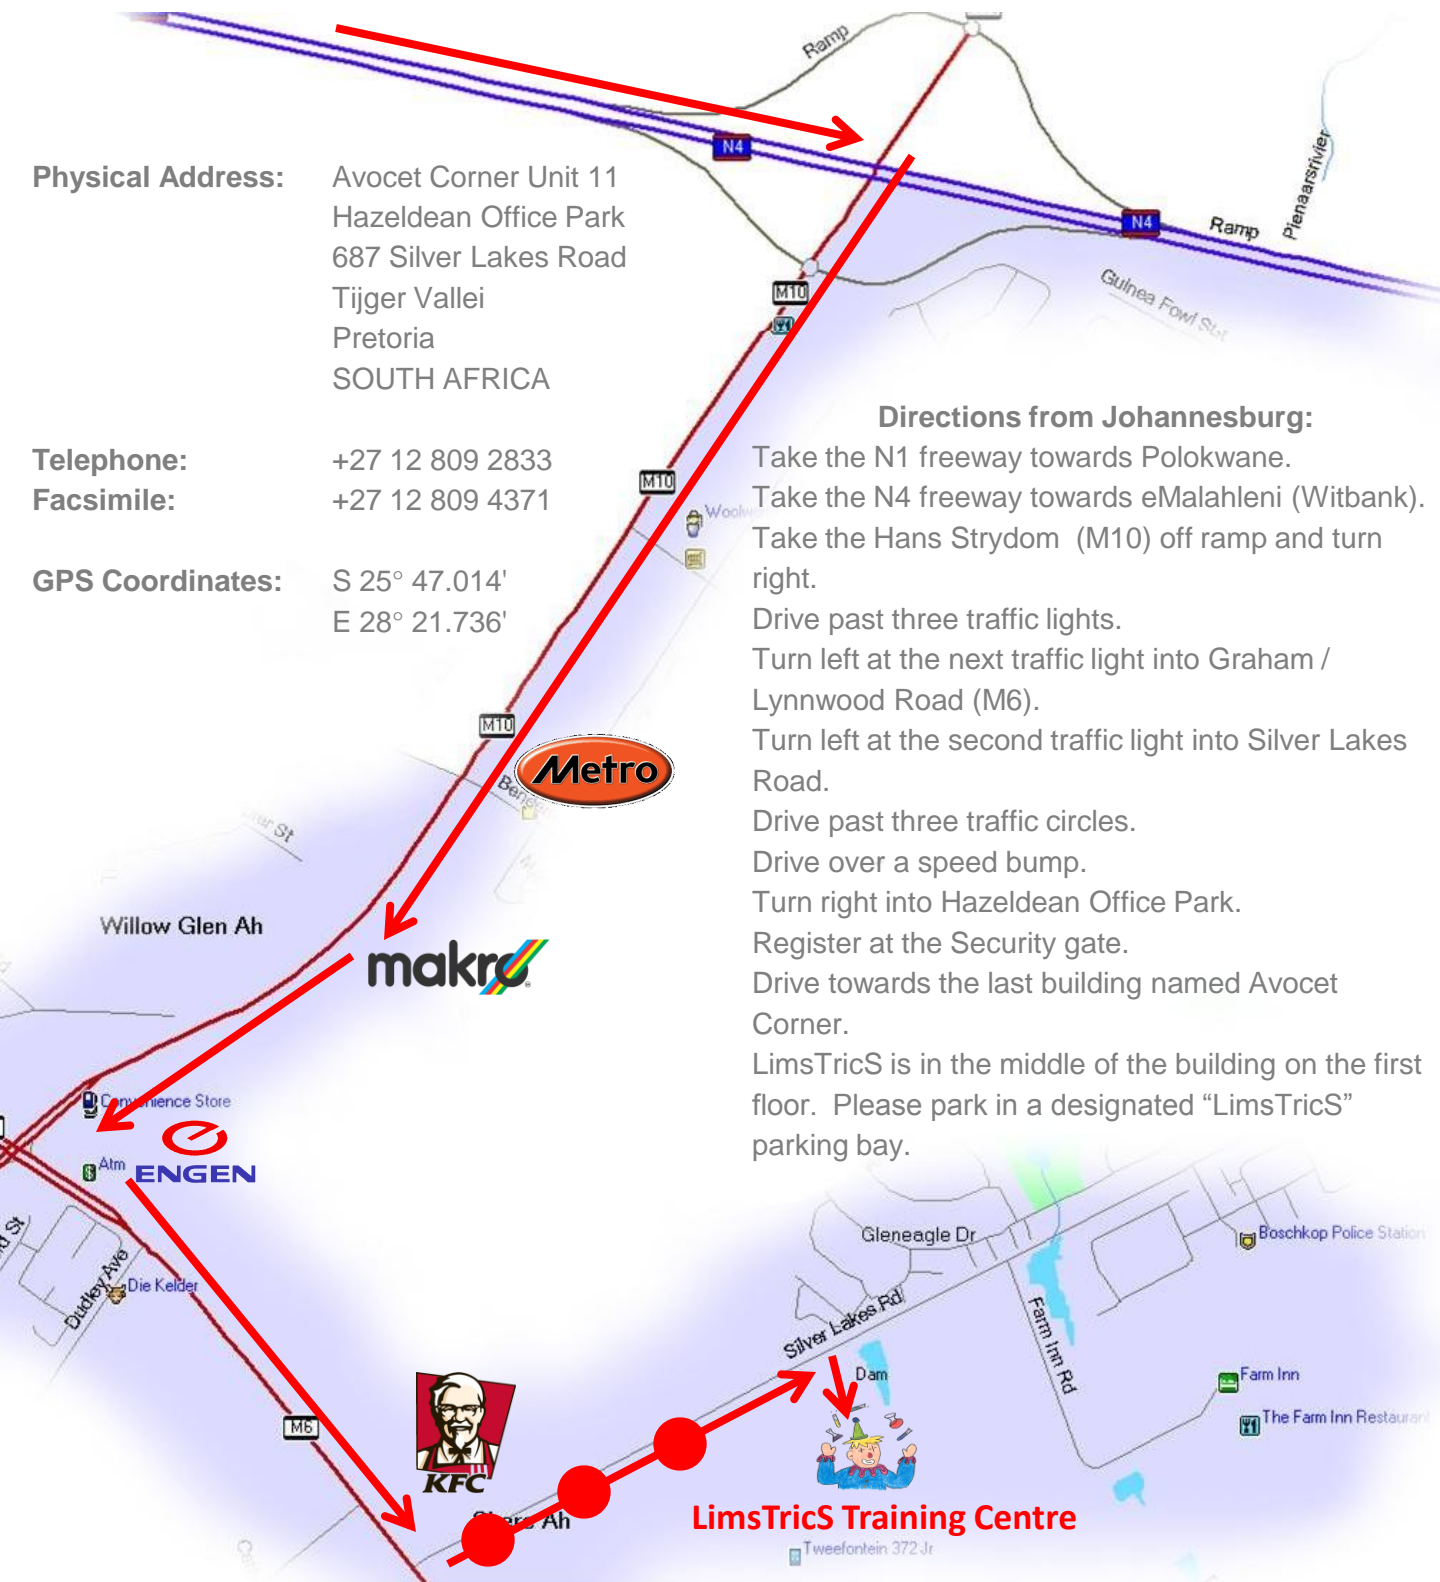 Ramp
N4
N4
Ramp
Pienaarsrivier
Physical Address: Avocet Corner Unit 11
Hazeldean Office Park
687 Silver Lakes Road
Tijger Vallei
Pretoria
SOUTH AFRICA
Guinea Fowl Str
M10
Telephone: +27 12 809 2833
Facsimile: +27 12 809 4371
GPS Coordinates: S 25° 47.014'
E 28° 21.736'
M10
Directions from Johannesburg:
Take the N1 freeway towards Polokwane.
Take the N4 freeway towards eMalahleni (Witbank).
Take the Hans Strydom  (M10) off ramp and turn
right.
Drive past three traffic lights.
Turn left at the next traffic light into Graham /
Lynnwood Road (M6).
Turn left at the second traffic light into Silver Lakes
Road.
Drive past three traffic circles.
Drive over a speed bump.
Turn right into Hazeldean Office Park.
Register at the Security gate.
Drive towards the last building named Avocet
Corner.
LimsTricS is in the middle of the building on the first
floor.  Please park in a designated “LimsTricS”
parking bay.
M10
Metro
St
Willow Glen Ah
makro
Convenience Store
Atm
ENGEN
St
Dudley Ave
Die Kelder
Gleneagle Dr
Boschkop Police Station
Silver Lakes Rd
Farm Inn Rd
Dam
Farm Inn
The Farm Inn Restaurant
M6
KFC
Ah
LimsTricS Training Centre
Tweefontein 372 Jr